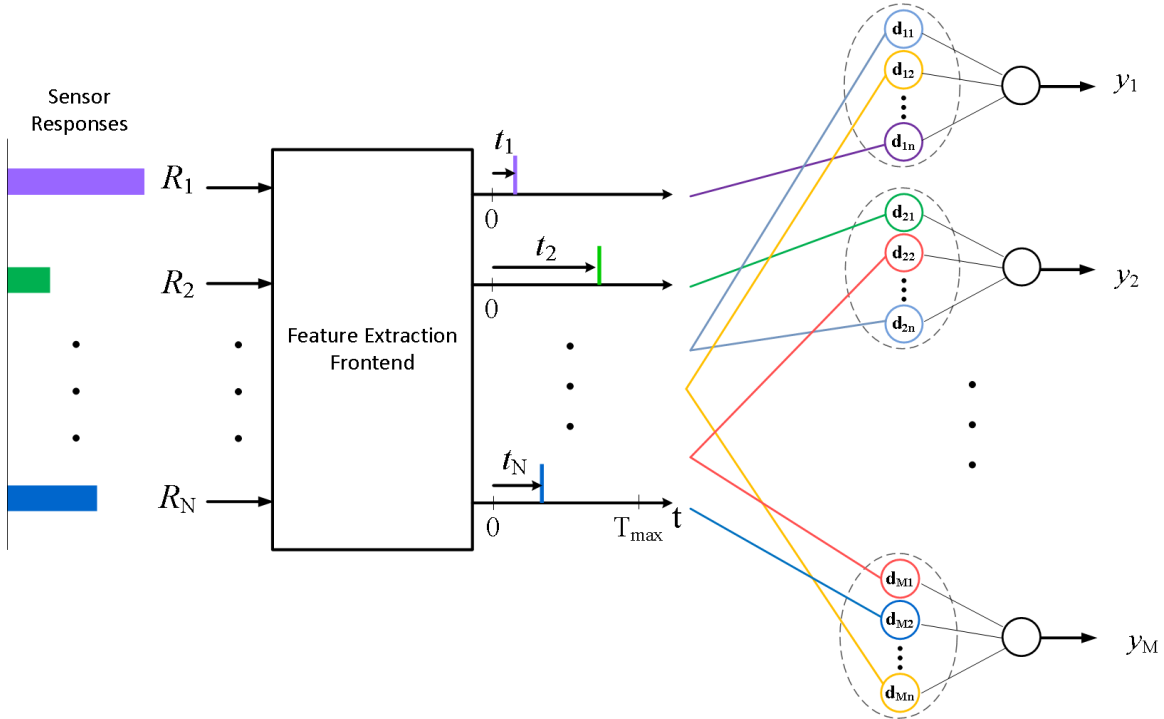 Sensor
Responses
R1
R2
RN
Feature Extraction
Frontend
t1
0
t2
0
tN
0
Tmax
t
d11
d12
d1n
y1
d21
d22
d2n
y2
dM1
dM2
dMn
yM